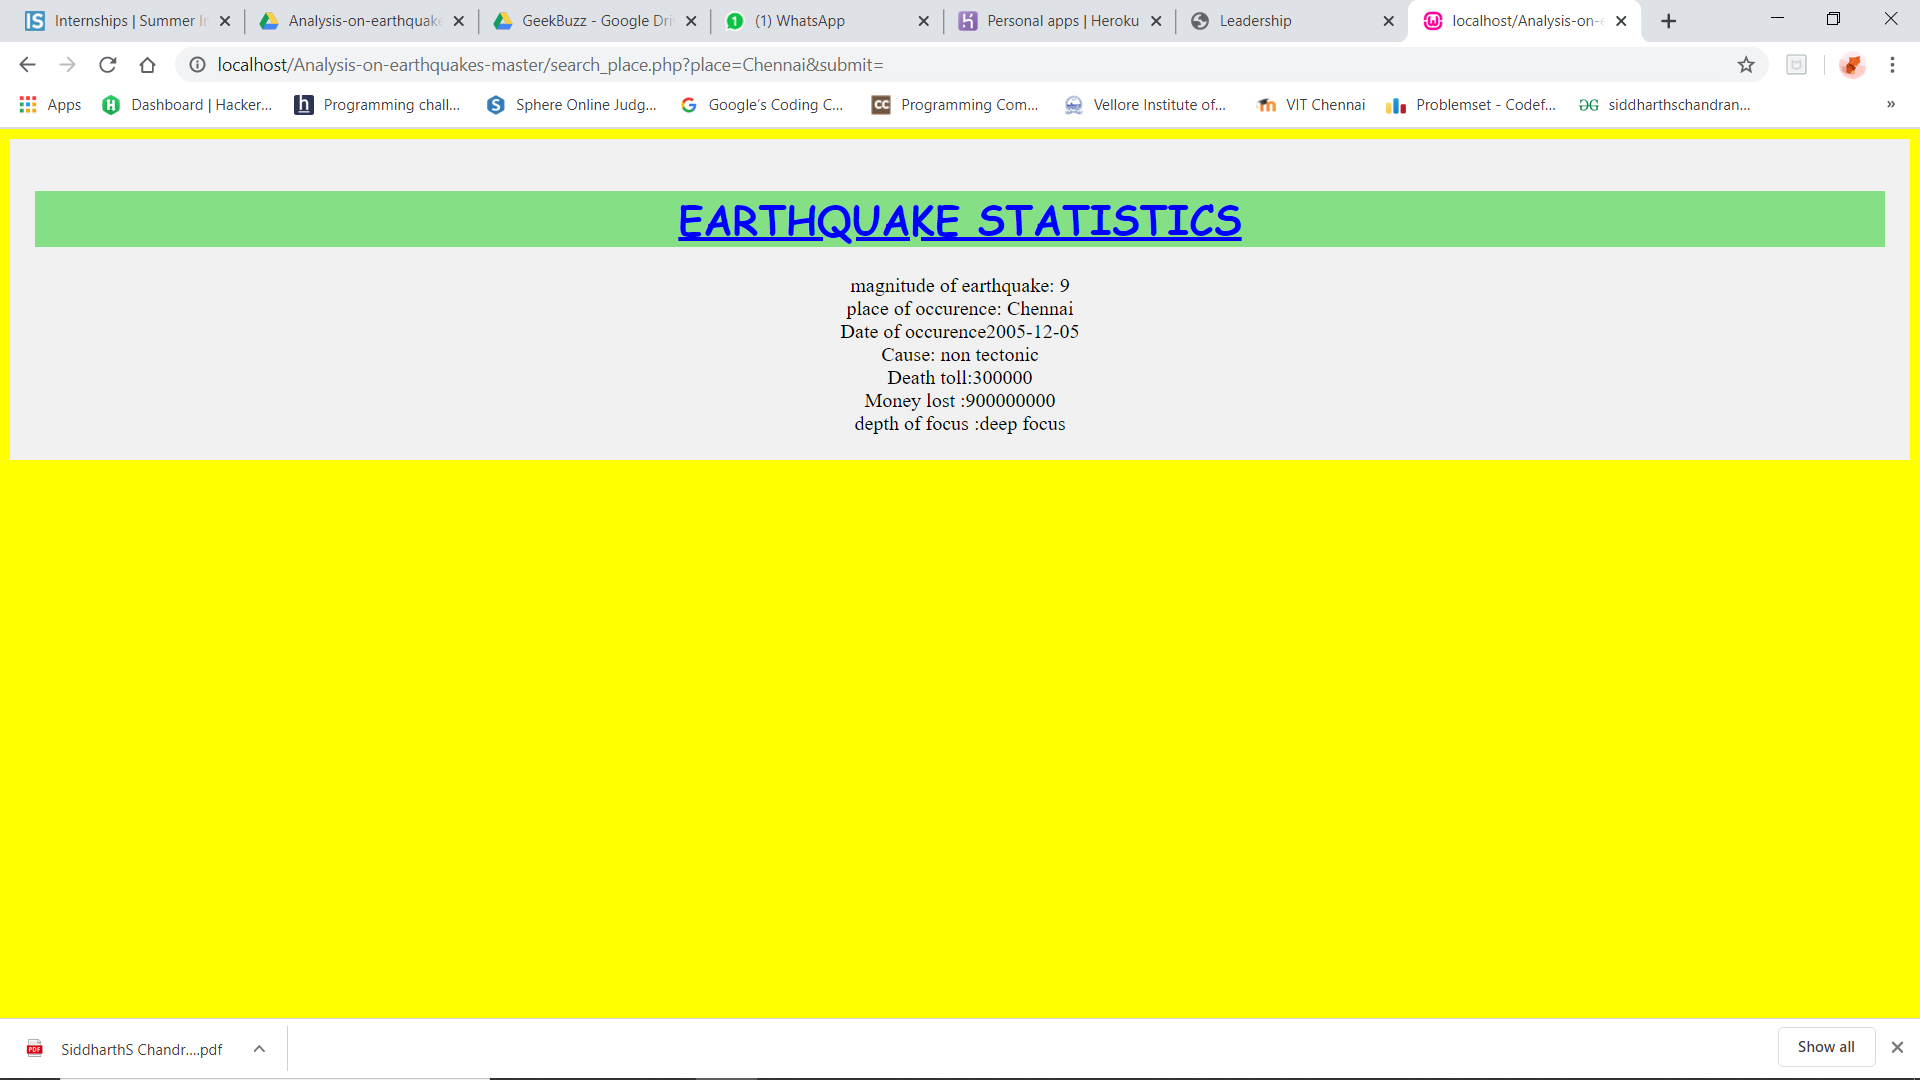 Internships | Summer In
Analysis-on-earthquake
GeekBuzz - Google Driv
(1) WhatsApp
Personal apps | Heroku
Leadership
localhost/Analysis-on-e
localhost/Analysis-on-earthquakes-master/search_place.php?place=Chennai&submit=
Apps
Dashboard | Hacker...
Programming chall...
Sphere Online Judg...
Google's Coding C...
CC
Programming Com...
Vellore Institute of...
VIT Chennai
Problemset - Codef...
siddharthschandran...
»
EARTHQUAKE STATISTICS
magnitude of earthquake: 9
place of occurence: Chennai
Date of occurence2005-12-05
Cause: non tectonic
Death toll:300000
Money lost :900000000
depth of focus :deep focus
SiddharthS Chandr....pdf
Show all